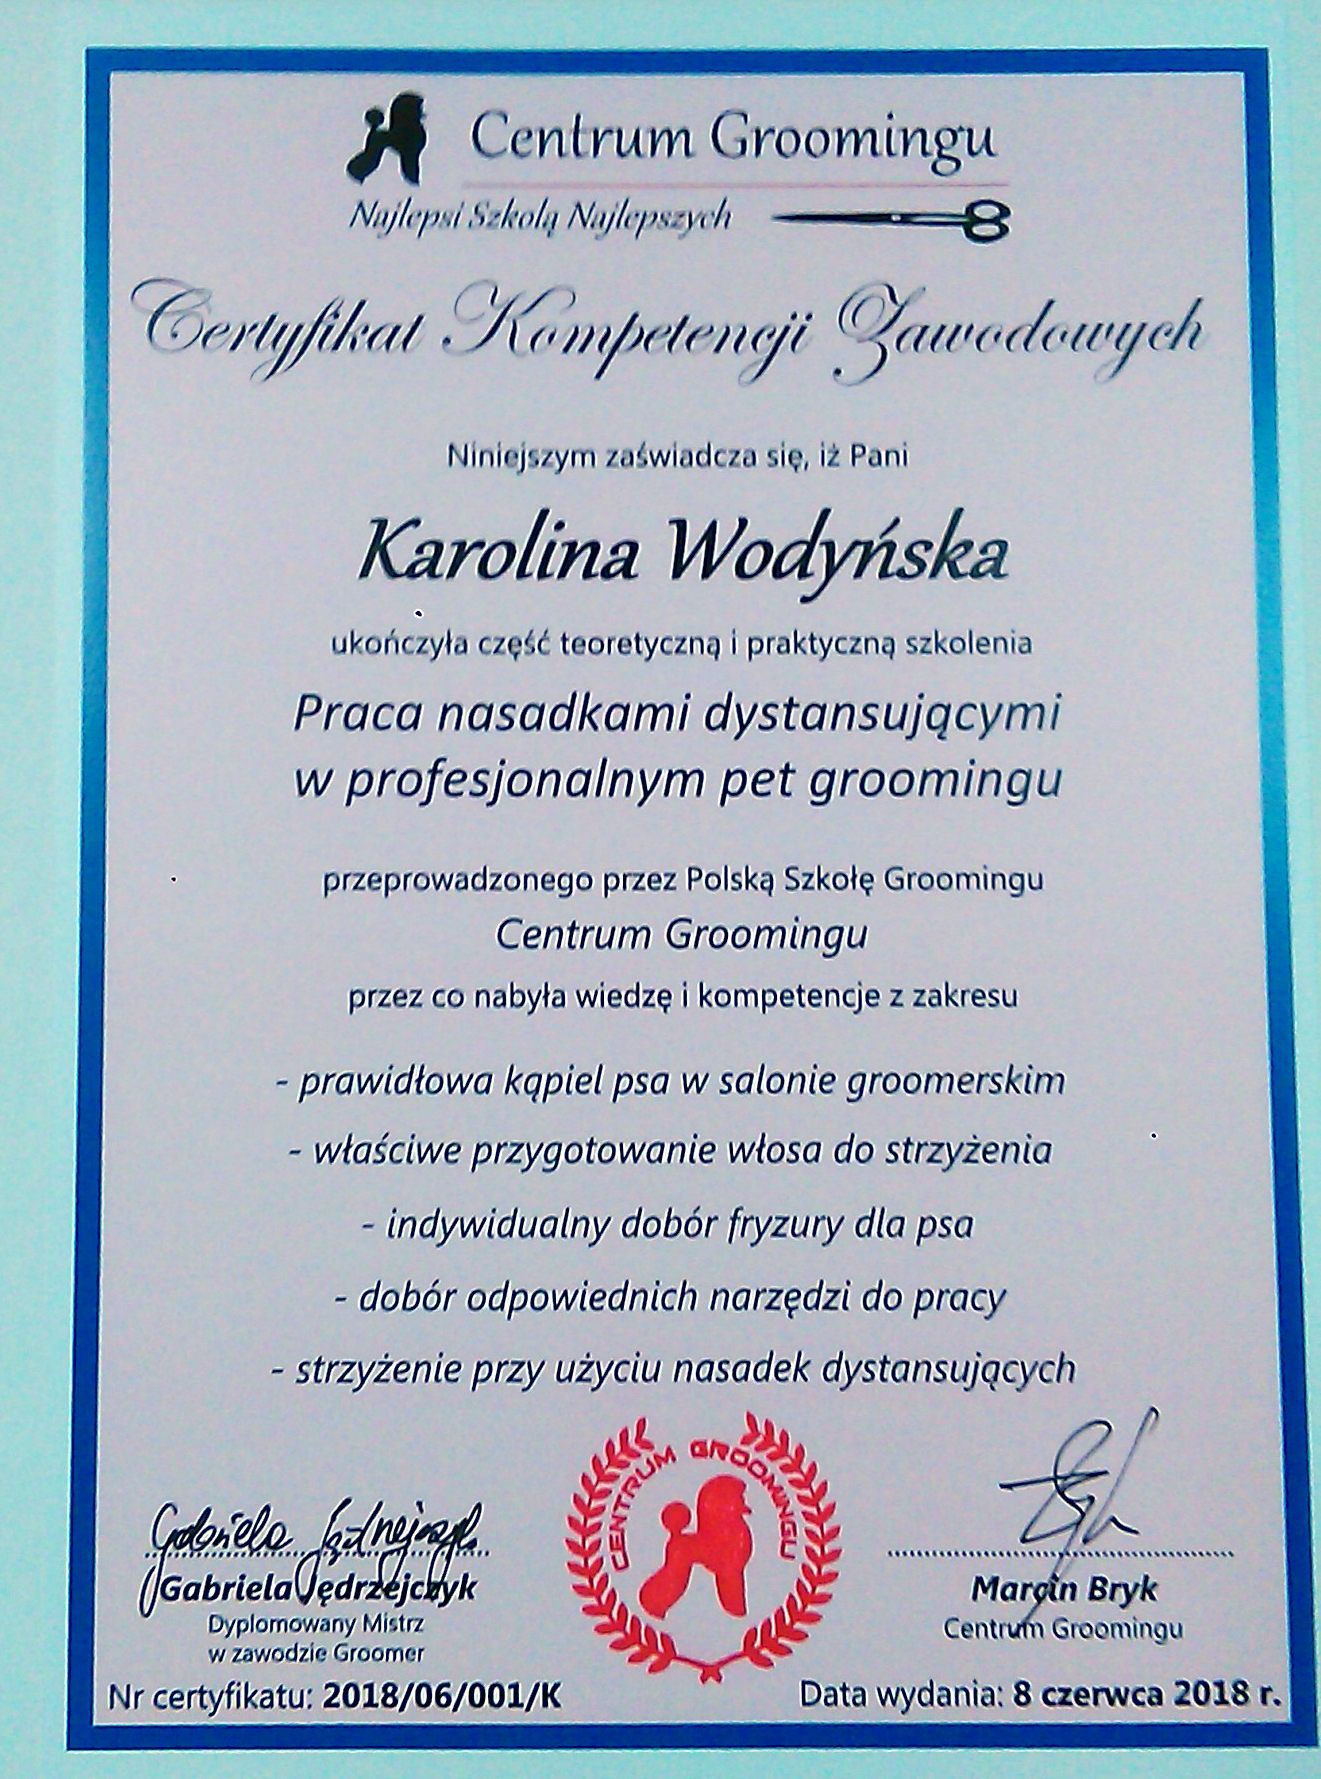 Centrum Groomingu
Najlepsi Szkolą Najlepszych
Certyfikat Kompetencji Zawodowych
Niniejszym zaświadcza się, iż Pani
Karolina Wodyńska
ukończyła część teoretyczną i praktyczną szkolenia
Praca nasadkami dystansującymi
w profesjonalnym pet groomingu
przeprowadzonego przez Polską Szkołę Groomingu
Centrum Groomingu
przez co nabyła wiedzę i kompetencje z zakresu
- prawidłowa kąpiel psa w salonie groomerskim
- właściwe przygotowanie włosa do strzyżenia
- indywidualny dobór fryzury dla psa
- dobór odpowiednich narzędzi do pracy
- strzyżenie przy użyciu nasadek dystansujących
CENTRUM GROOMINGU
Gabriela Jędrzejczyk
Gabriela Jędrzejczyk
Dyplomowany Mistrz
w zawodzie Groomer
Marcin Bryk
Centrum Groomingu
Nr certyfikatu: 2018/06/001/K
Data wydania: 8 czerwca 2018 r.